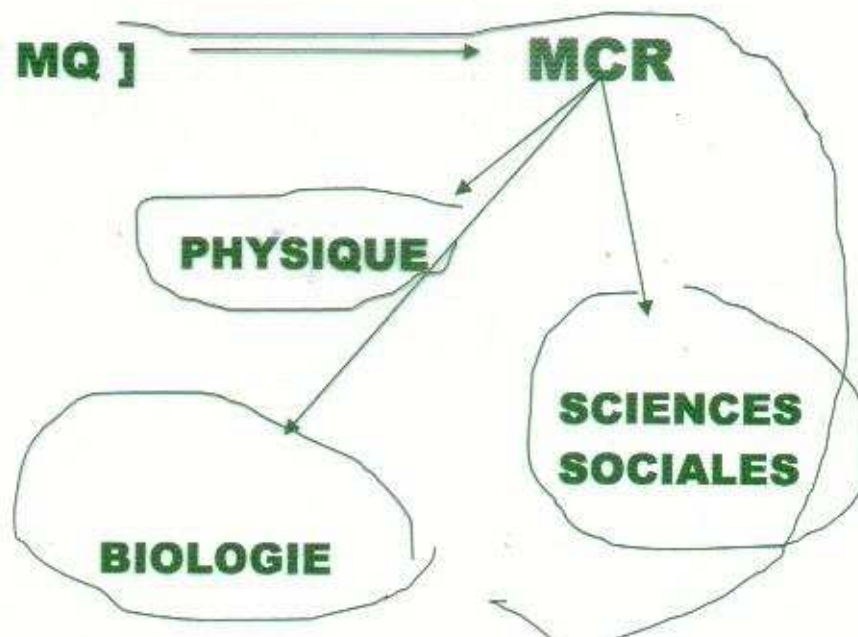 MQ ]
MCR
PHYSIQUE
SCIENCES
SOCIALES
BIOLOGIE